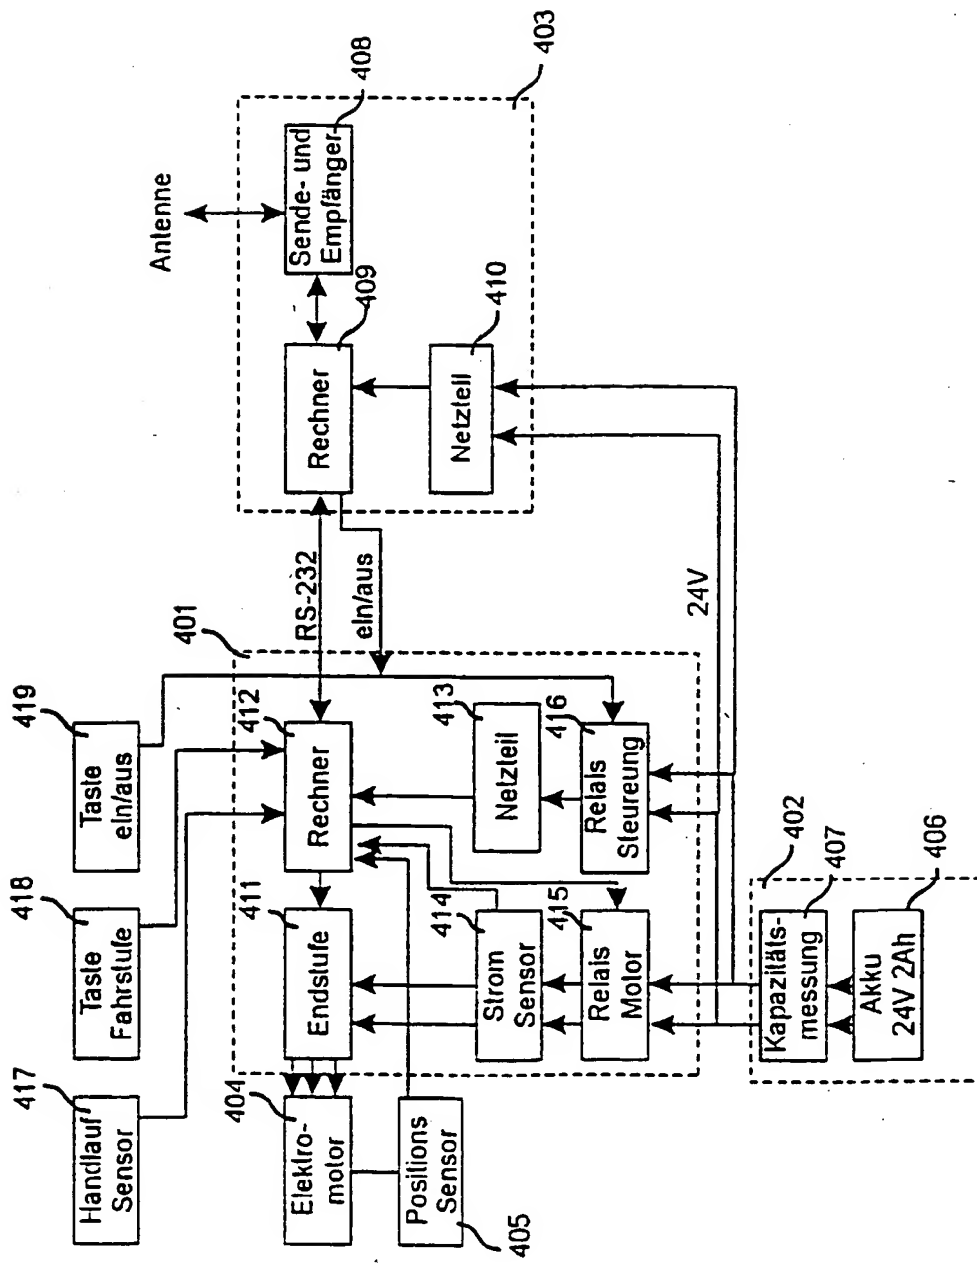 417
Handlauf
Sensor
418
Taste
Fahrstufe
419
Taste
eIn/aus
401
404
Elektro-
motor
411
Endstufe
412
Rechner
RS-232
eIn/aus
Positions
Sensor
405
414
Strom
Sensor
413
Netzteil
415
Relais
Motor
416
Relais
Steureung
24V
402
Kapazitäts-
messung
407
Akku
24V 2Ah
406
Antenne
403
408
Sende- und
Empfänger
409
Rechner
410
Netzteil